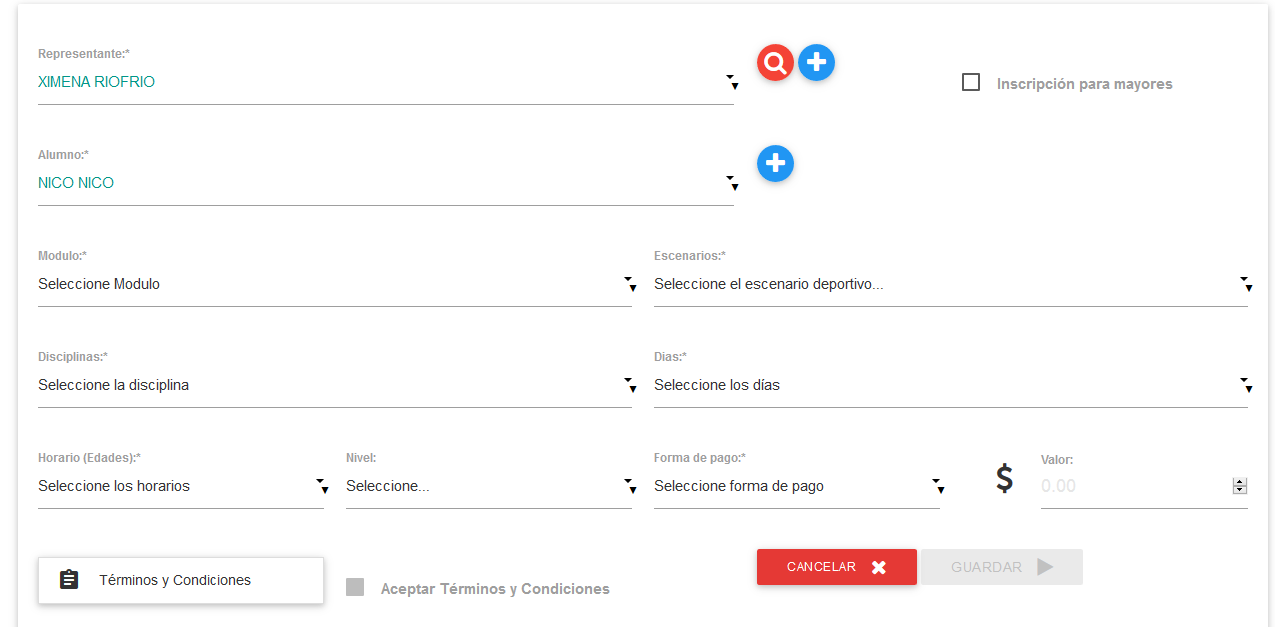 Representante:*
XIMENA RIOFRIO
Inscripción para mayores
Alumno:*
NICO NICO
Modulo:*
Escenarios:*
Seleccione Modulo
Seleccione el escenario deportivo...
Disciplinas:*
Dias:*
Seleccione la disciplina
Seleccione los días
Horario (Edades):*
Nivel:
Forma de pago:*
Valor:
Seleccione los horarios
Seleccione...
Seleccione forma de pago
$
0.00
Términos y Condiciones
Aceptar Términos y Condiciones
CANCELAR
GUARDAR